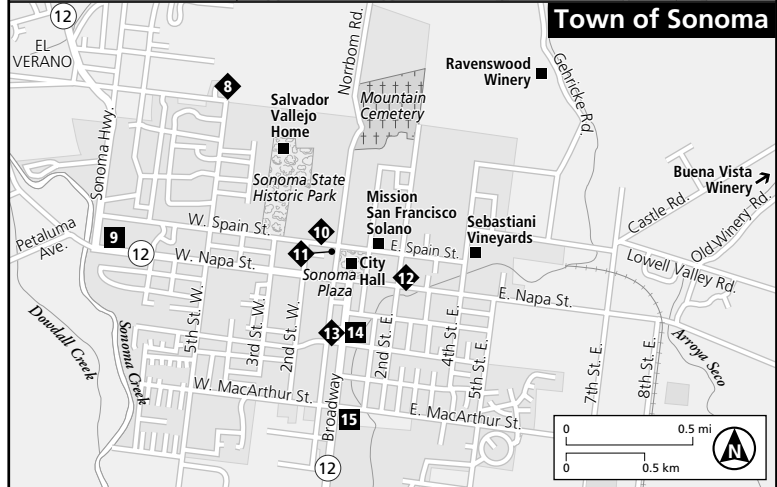 Town of Sonoma
12
EL
VERANO
Sonoma Hwy.
8
Norrbom Rd.
Mountain
Cemetery
Ravenswood
Winery
Gehricke Rd.
Salvador
Vallejo
Home
Sonoma State
Historic Park
Buena Vista
Winery
Castle Rd.
Old Winery Rd.
Lowell Valley Rd.
Petaluma
Ave.
9
12
W. Spain St.
W. Napa St.
10
11
Sonoma
Plaza
Mission
San Francisco
Solano
City
Hall
E. Spain St.
Sebastiani
Vineyards
12
E. Napa St.
Dowdall Creek
Sonoma Creek
5th St. W.
3rd St. W.
2nd St. W.
13
14
2nd St. E.
4th St. E.
5th St. E.
7th St. E.
8th St. E.
Arroya Seco
W. MacArthur St.
Broadway
15
E. MacArthur St.
12
0
0.5 mi
0
0.5 km
N